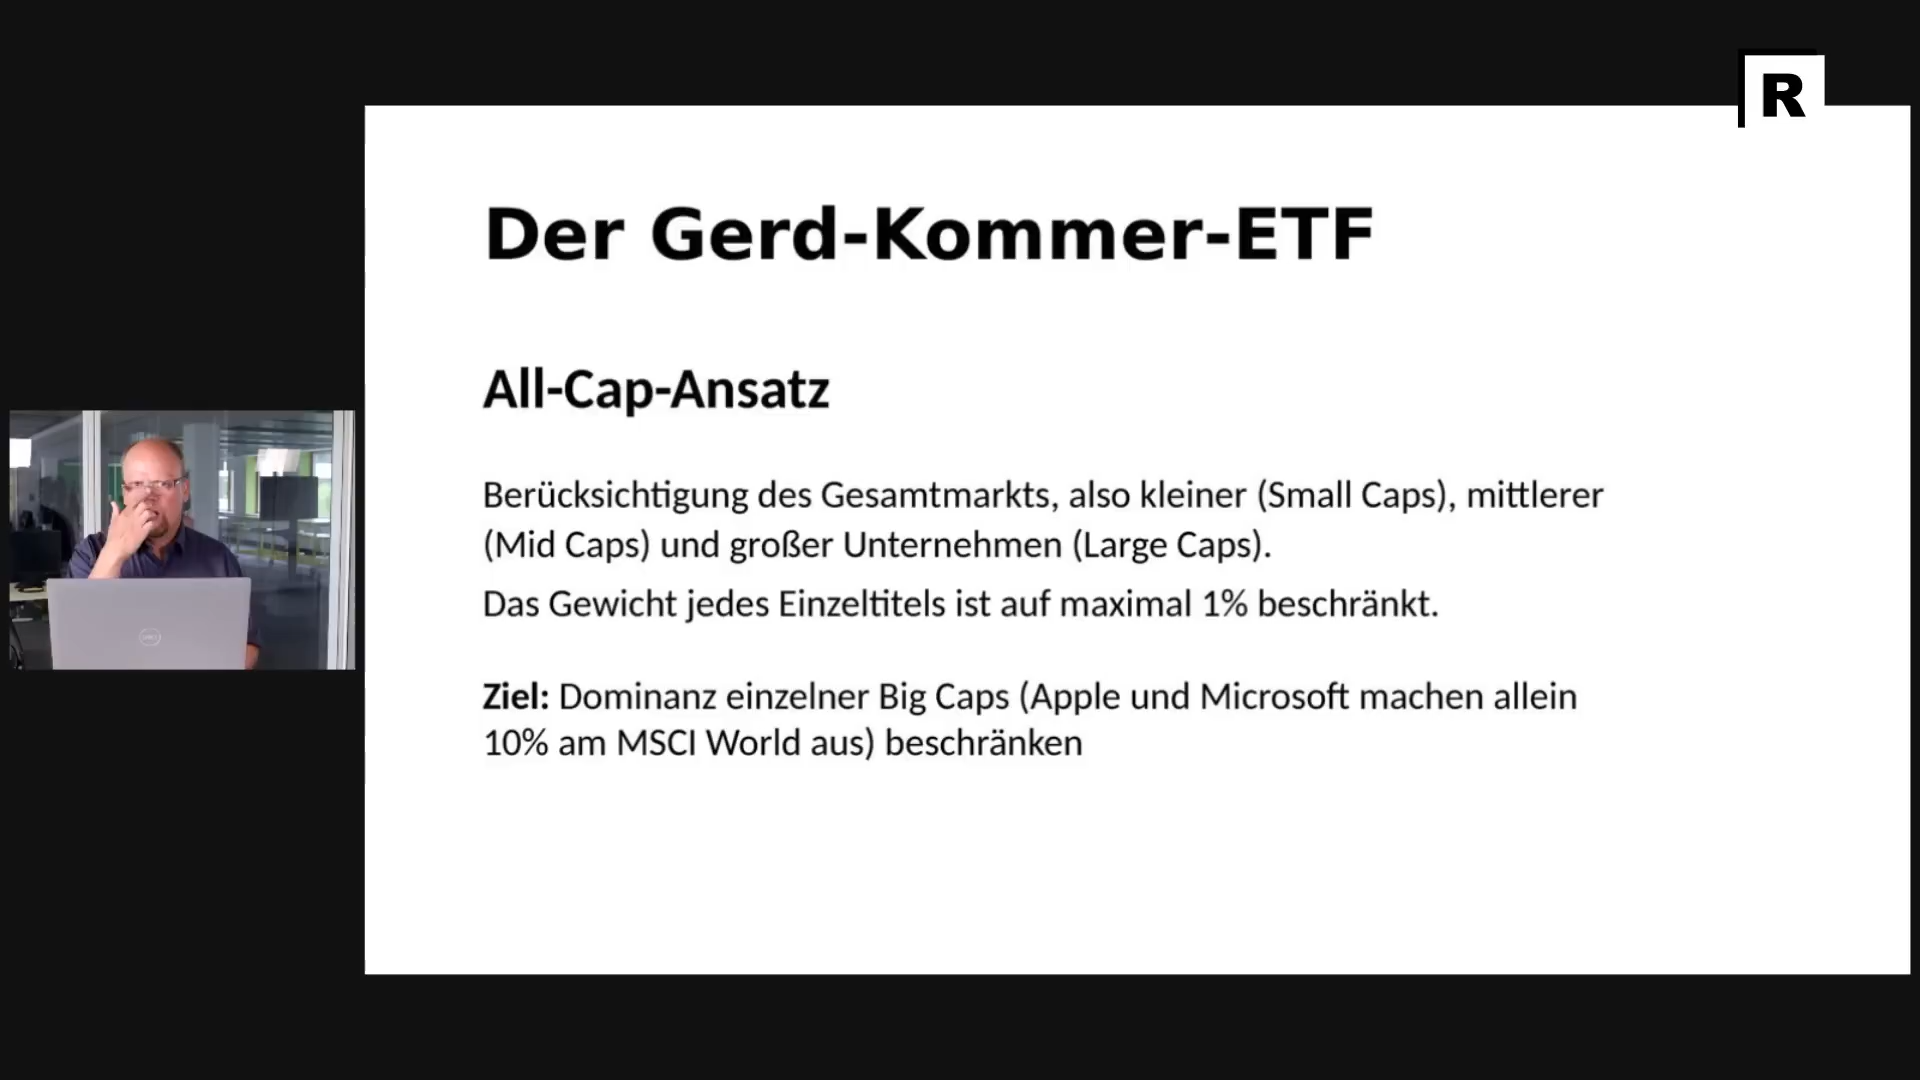 R
Der Gerd-Kommer-ETF
All-Cap-Ansatz
Berücksichtigung des Gesamtmarkts, also kleiner (Small Caps), mittlerer
(Mid Caps) und großer Unternehmen (Large Caps).
Das Gewicht jedes Einzeltitels ist auf maximal 1% beschränkt.
Ziel: Dominanz einzelner Big Caps (Apple und Microsoft machen allein
10% am MSCI World aus) beschränken
DELL